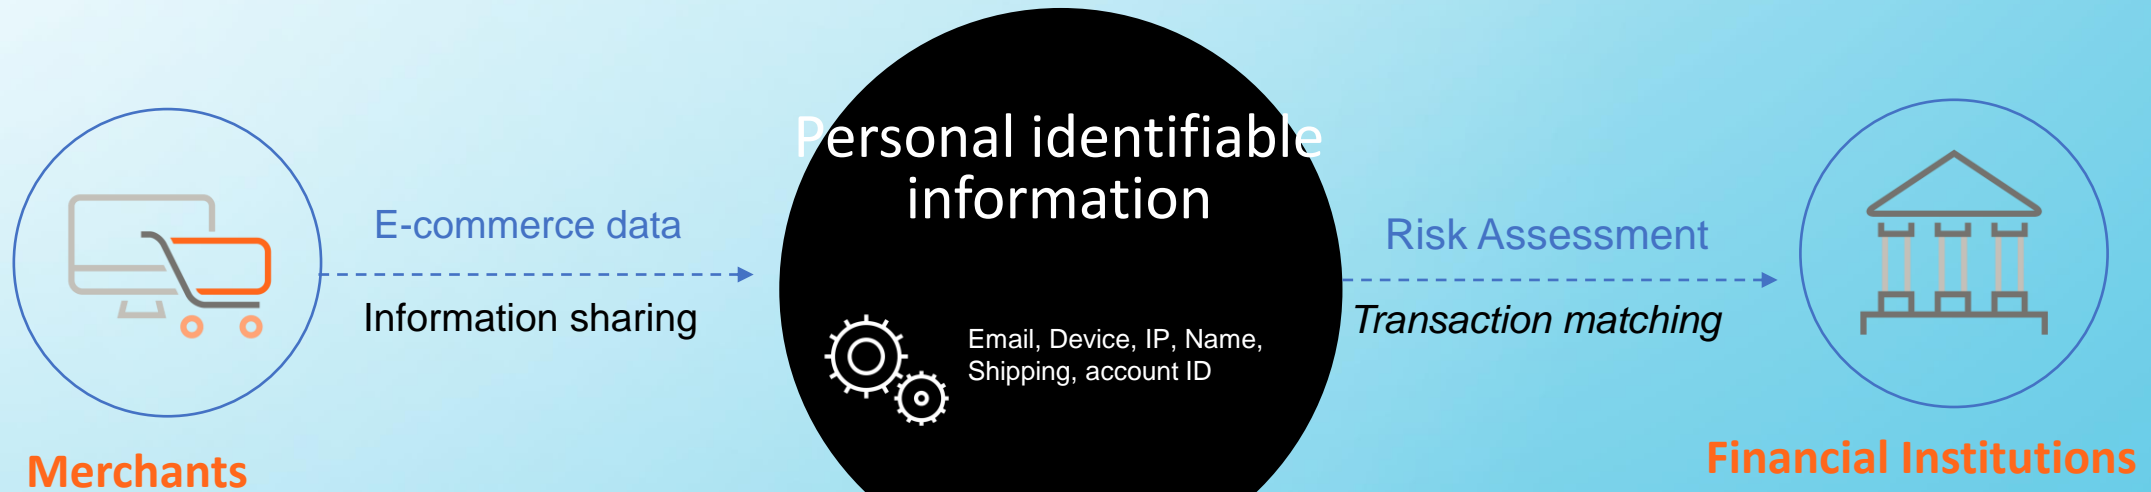 Personal identifiable
information
E-commerce data
Information sharing
Email, Device, IP, Name,
Shipping, account ID
Risk Assessment
Transaction matching
Merchants
Financial Institutions